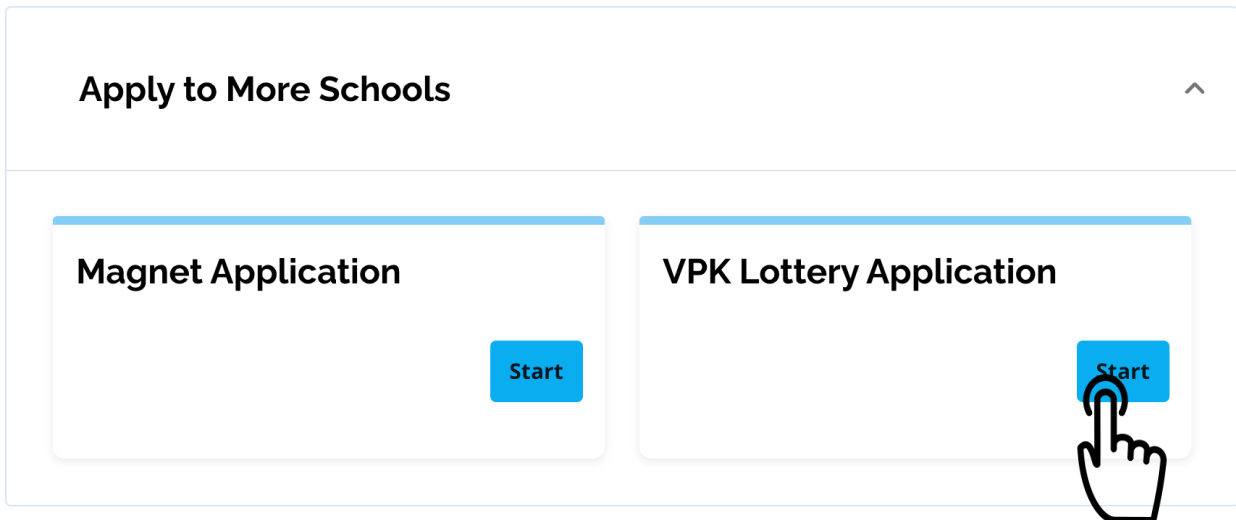 Apply to More Schools
Magnet Application
VPK Lottery Application
Start
Start